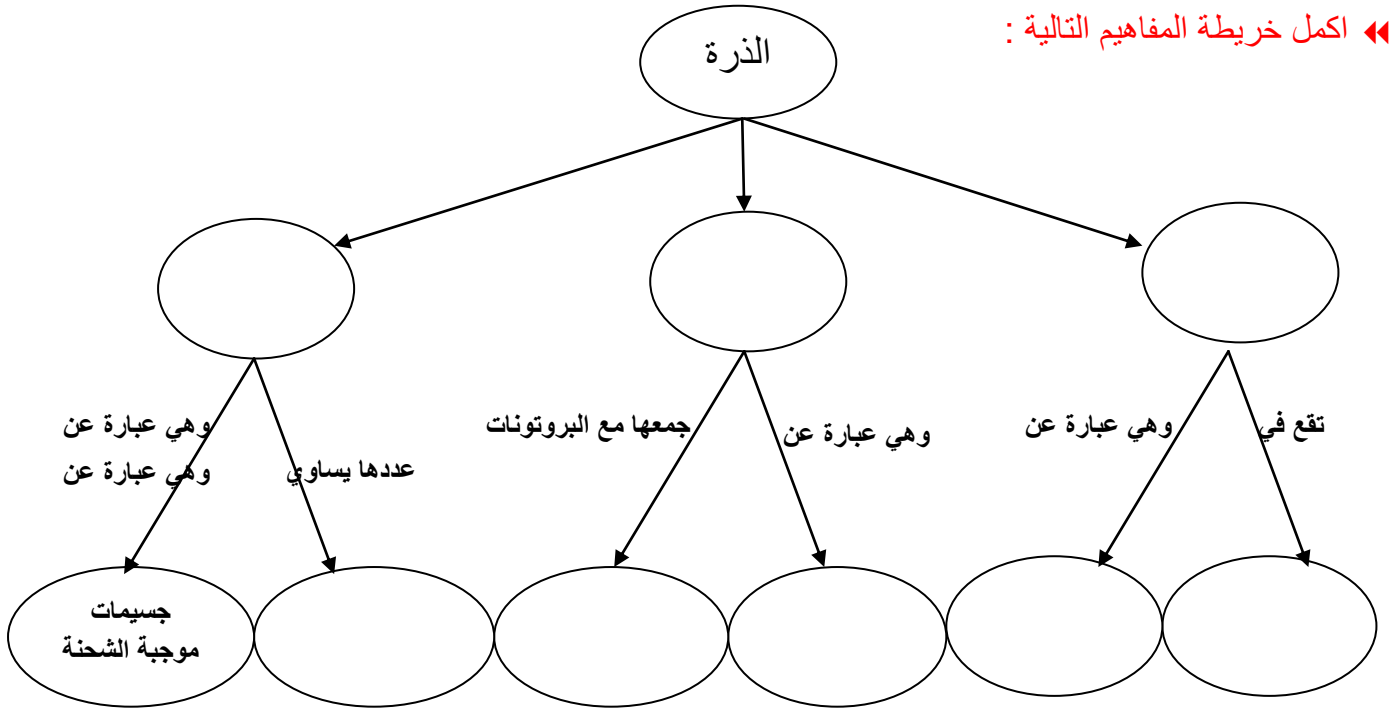 اكمل خريطة المفاهيم التالية :
الذرة
تقع في
وهي عبارة عن
وهي عبارة عن
جمعها مع البروتونات
وهي عبارة عن
وهي عبارة عن
عددها يساوي
جسيمات
موجبة الشحنة